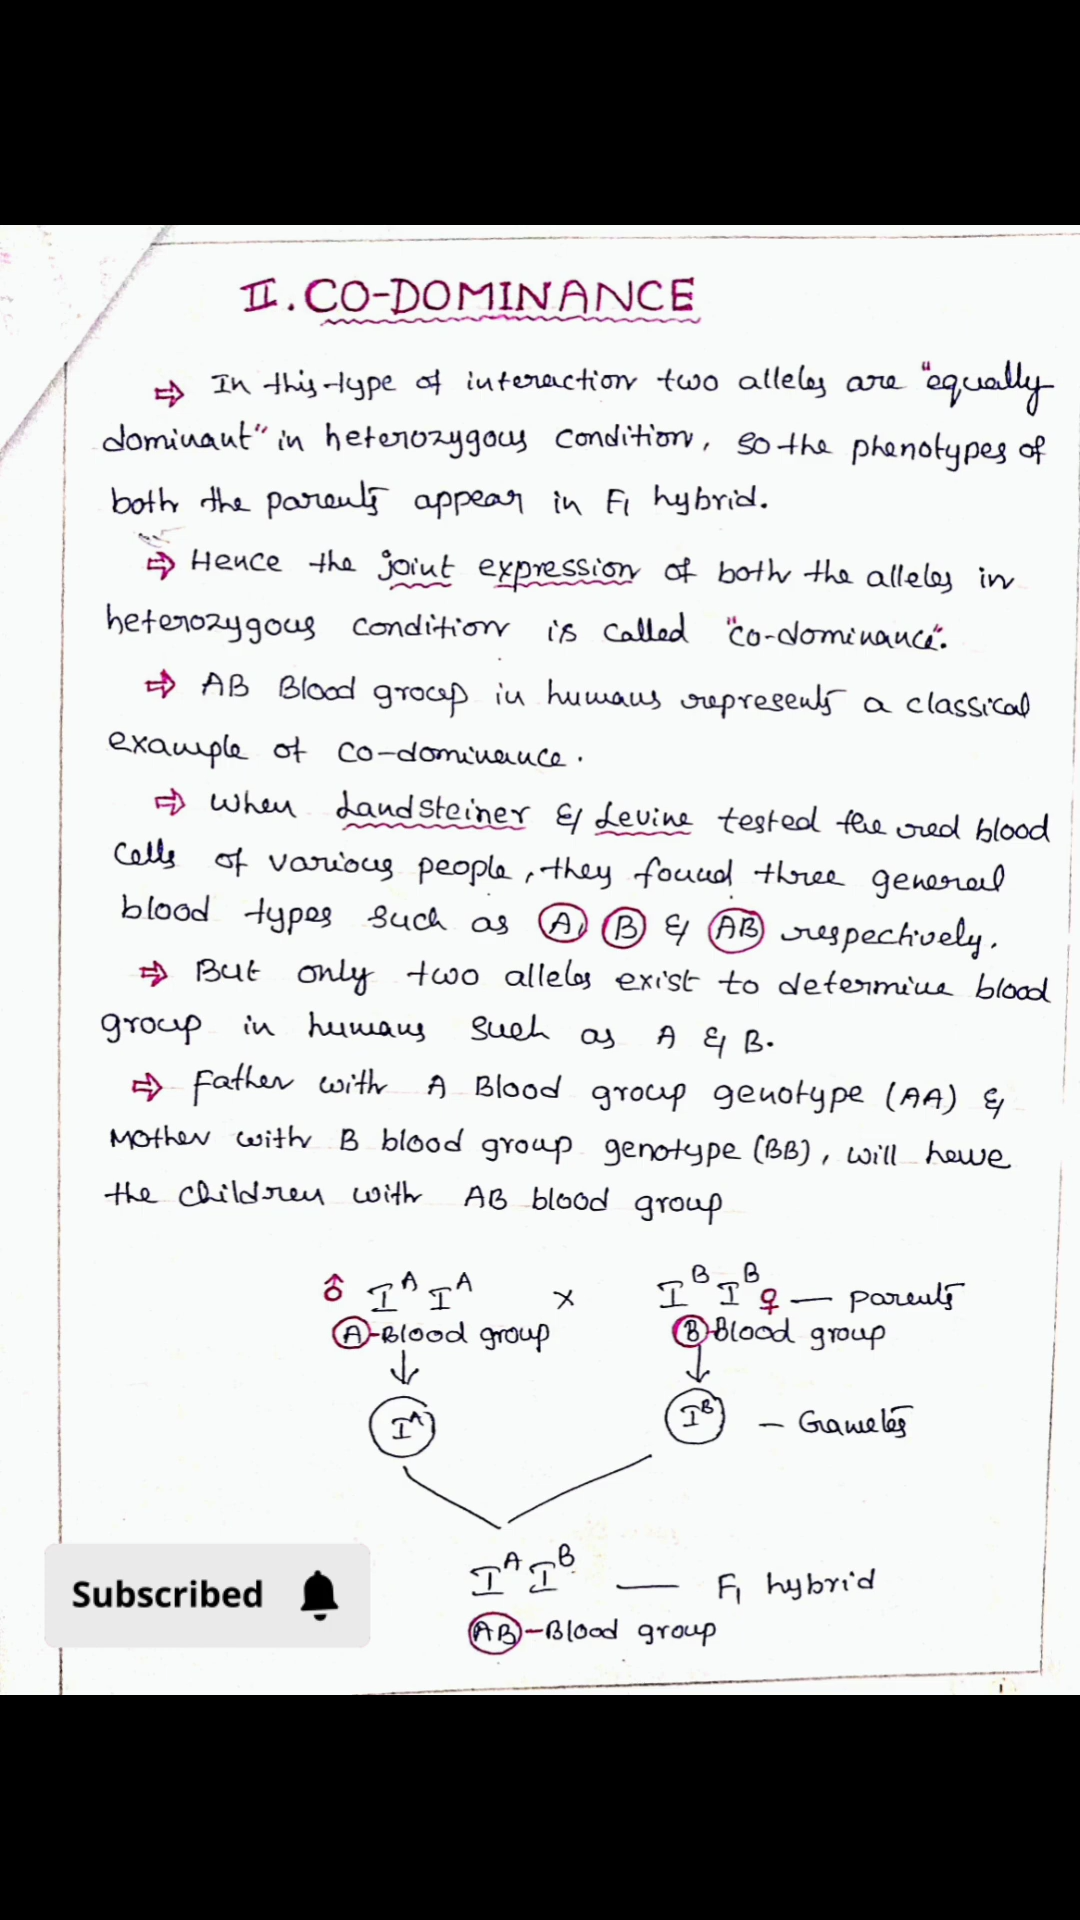 II. CO-DOMINANCE
⇒ In this type of interaction two alleles are "equally
dominant" in heterozygous condition, so the phenotypes of
both the parents appear in F1 hybrid.
⇒ Hence the joint expression of both the alleles in
heterozygous condition is called "co-dominance".
⇒ AB Blood group in humans represents a classical
example of co-dominance.
⇒ When Landsteiner & Levine tested the red blood
cells of various people, they found three general
blood types such as A, B & AB respectively.
⇒ But only two alleles exist to determine blood
group in humans such as A & B.
⇒ Father with A Blood group genotype (AA) &
Mother with B blood group genotype (BB), will have
the children with AB blood group
♂ I^A I^A × I^B I^B ♀ — parents
A-Blood group B-Blood group
I^A I^B — Gametes
I^A I^B — F1 hybrid
Subscribed
AB-Blood group